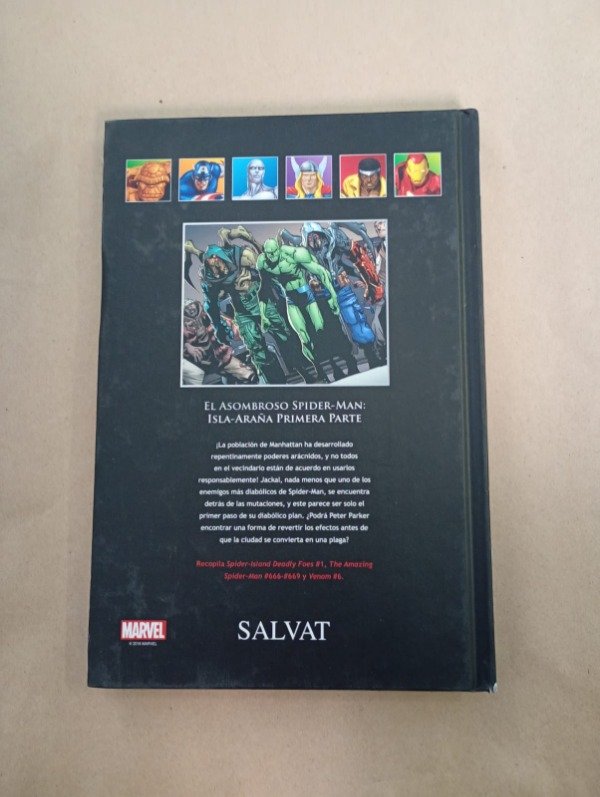 El Asombroso Spider-Man:
Isla-Araña Primera Parte
¡La población de Manhattan ha desarrollado
repentinamente poderes arácnidos, y no todos
en el vecindario están de acuerdo en usarlos
responsablemente! Jackal, nada menos que uno de los
enemigos más diabólicos de Spider-Man, se encuentra
detrás de las mutaciones, y este parece ser solo el
primer paso de su diabólico plan. ¿Podrá Peter Parker
encontrar una forma de revertir los efectos antes de
que la ciudad se convierta en una plaga?
Recopila Spider-Island Deadly Foes #1, The Amazing
Spider-Man #666-#669 y Venom #6.
MARVEL
SALVAT